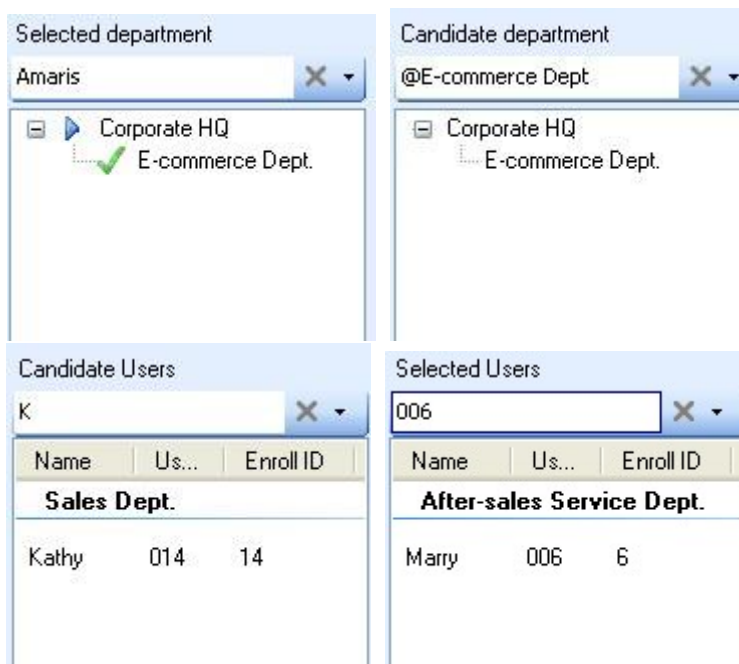 Selected department
Amaris
Corporate HQ
E-commerce Dept.
Candidate department
@E-commerce Dept
Corporate HQ
E-commerce Dept.
Candidate Users
K
Name Us... Enroll ID
Sales Dept.
Kathy 014 14
Selected Users
006
Name Us... Enroll ID
After-sales Service Dept.
Marry 006 6